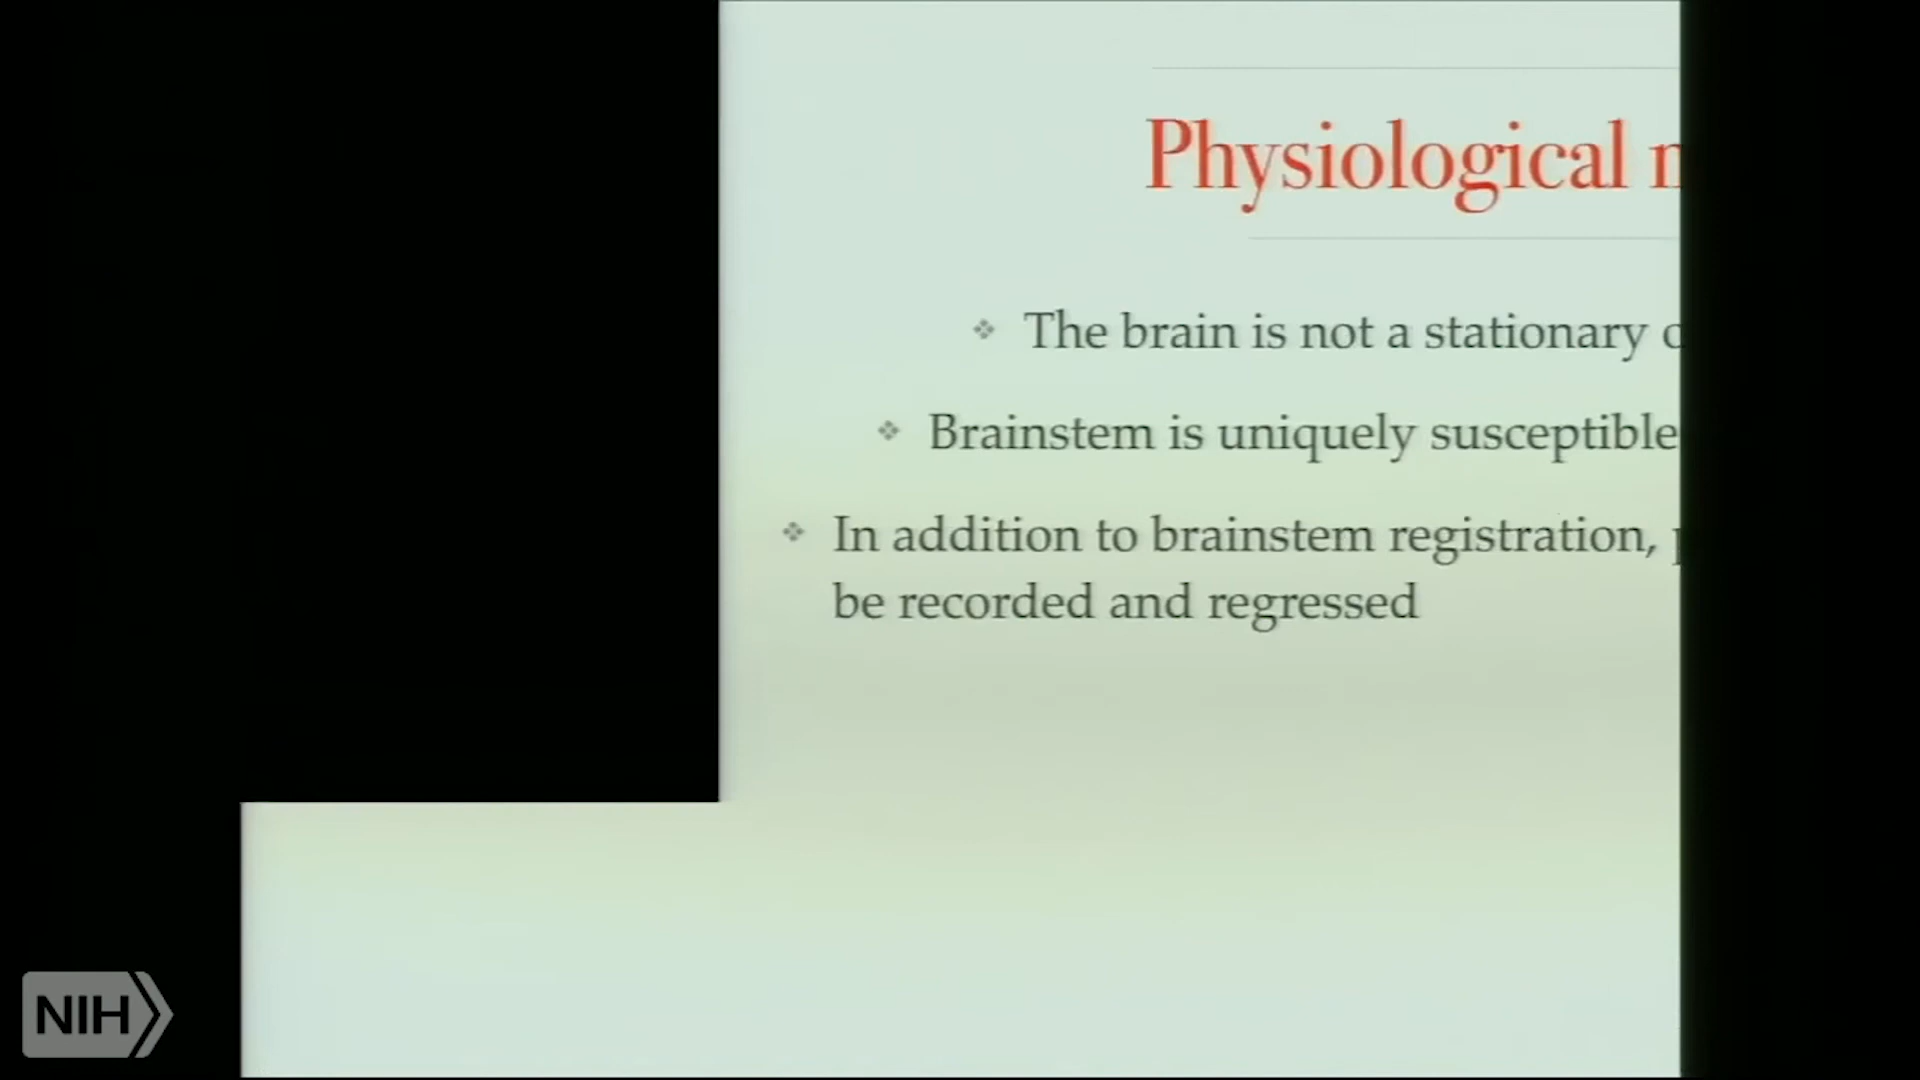 Physiological
The brain is not a stationary
Brainstem is uniquely susceptible
In addition to brainstem registration,
be recorded and regressed
NIH